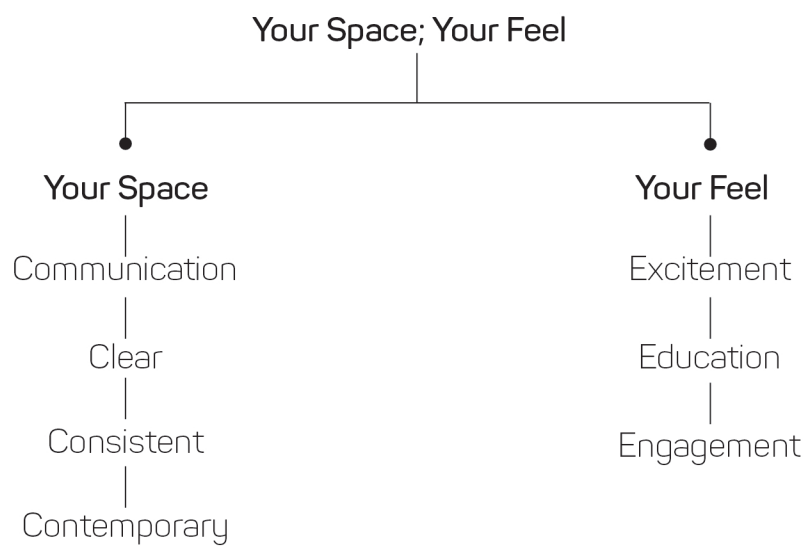 Your Space; Your Feel
Your Space
Communication
Clear
Consistent
Contemporary
Your Feel
Excitement
Education
Engagement